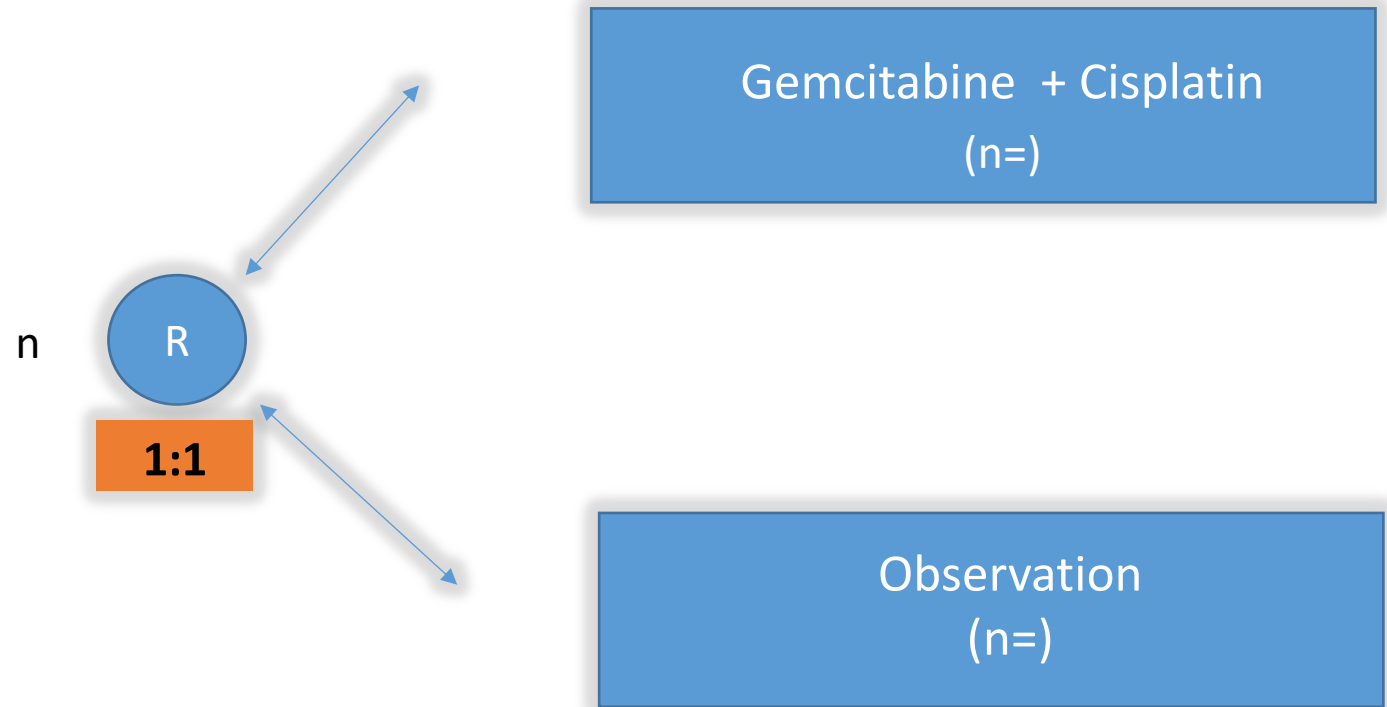 Gemcitabine + Cisplatin
(n=)
n
R
1:1
Observation
(n=)